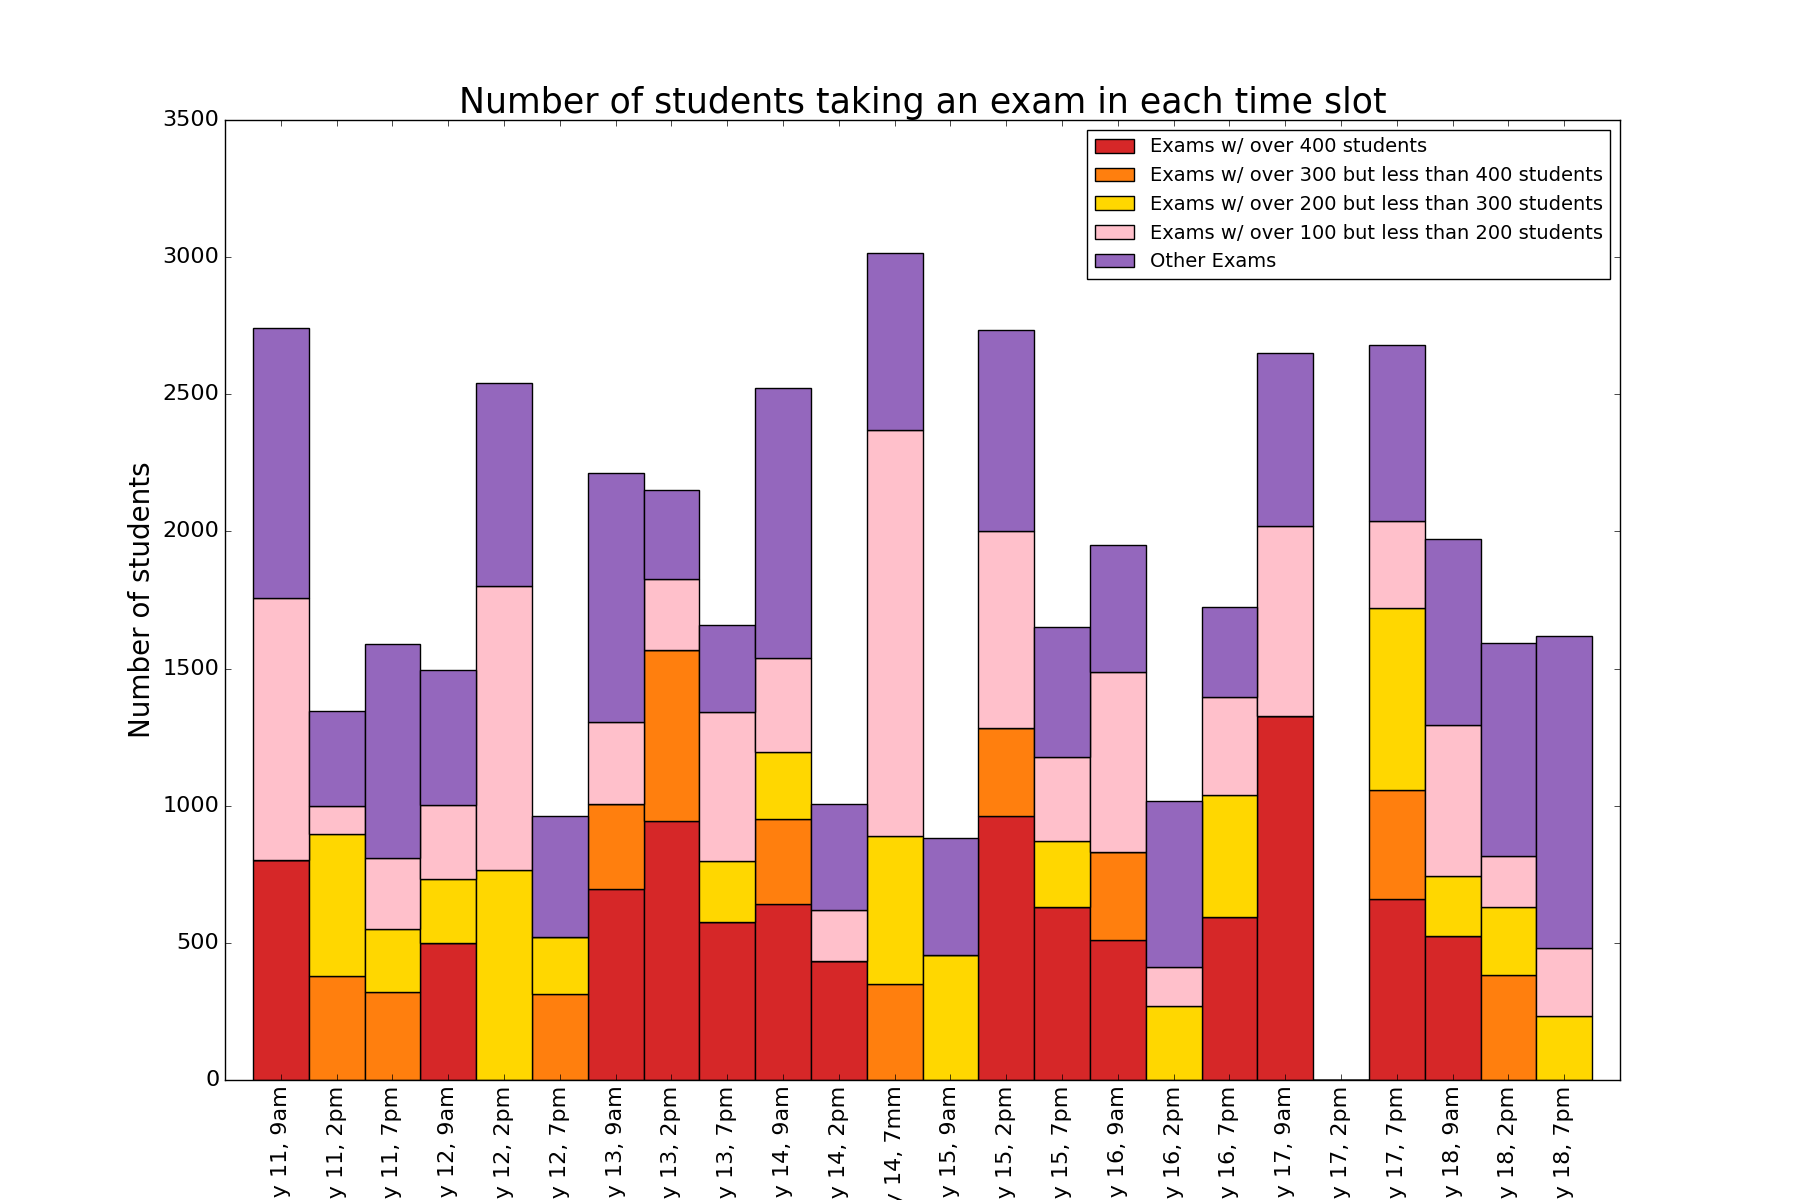 Number of students taking an exam in each time slot
Exams w/ over 400 students
Exams w/ over 300 but less than 400 students
Exams w/ over 200 but less than 300 students
Exams w/ over 100 but less than 200 students
Other Exams
Number of students
3500
3000
2500
2000
1500
1000
500
0
y 11, 9am
y 11, 2pm
y 11, 7pm
y 12, 9am
y 12, 2pm
y 12, 7pm
y 13, 9am
y 13, 2pm
y 13, 7pm
y 14, 9am
y 14, 2pm
y 14, 7mm
y 15, 9am
y 15, 2pm
y 15, 7pm
y 16, 9am
y 16, 2pm
y 16, 7pm
y 17, 9am
y 17, 2pm
y 17, 7pm
y 18, 9am
y 18, 2pm
y 18, 7pm